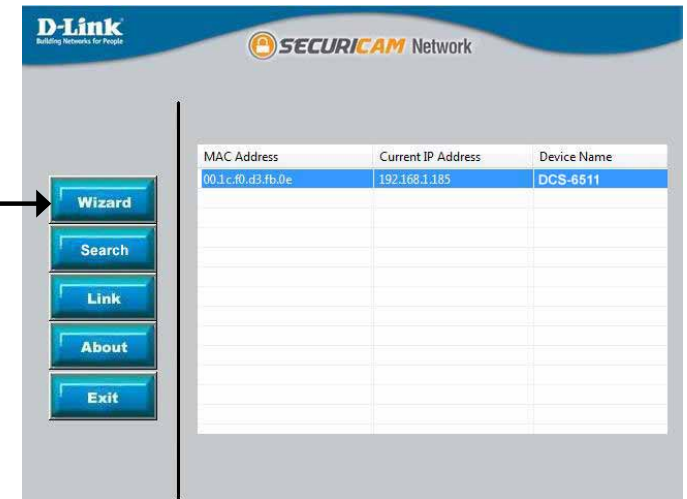 D-Link
Building Networks for People
SECURICAM Network
MAC Address Current IP Address Device Name
00.1c.f0.d3.fb.0e 192.168.1.185 DCS-6511
Wizard
Search
Link
About
Exit